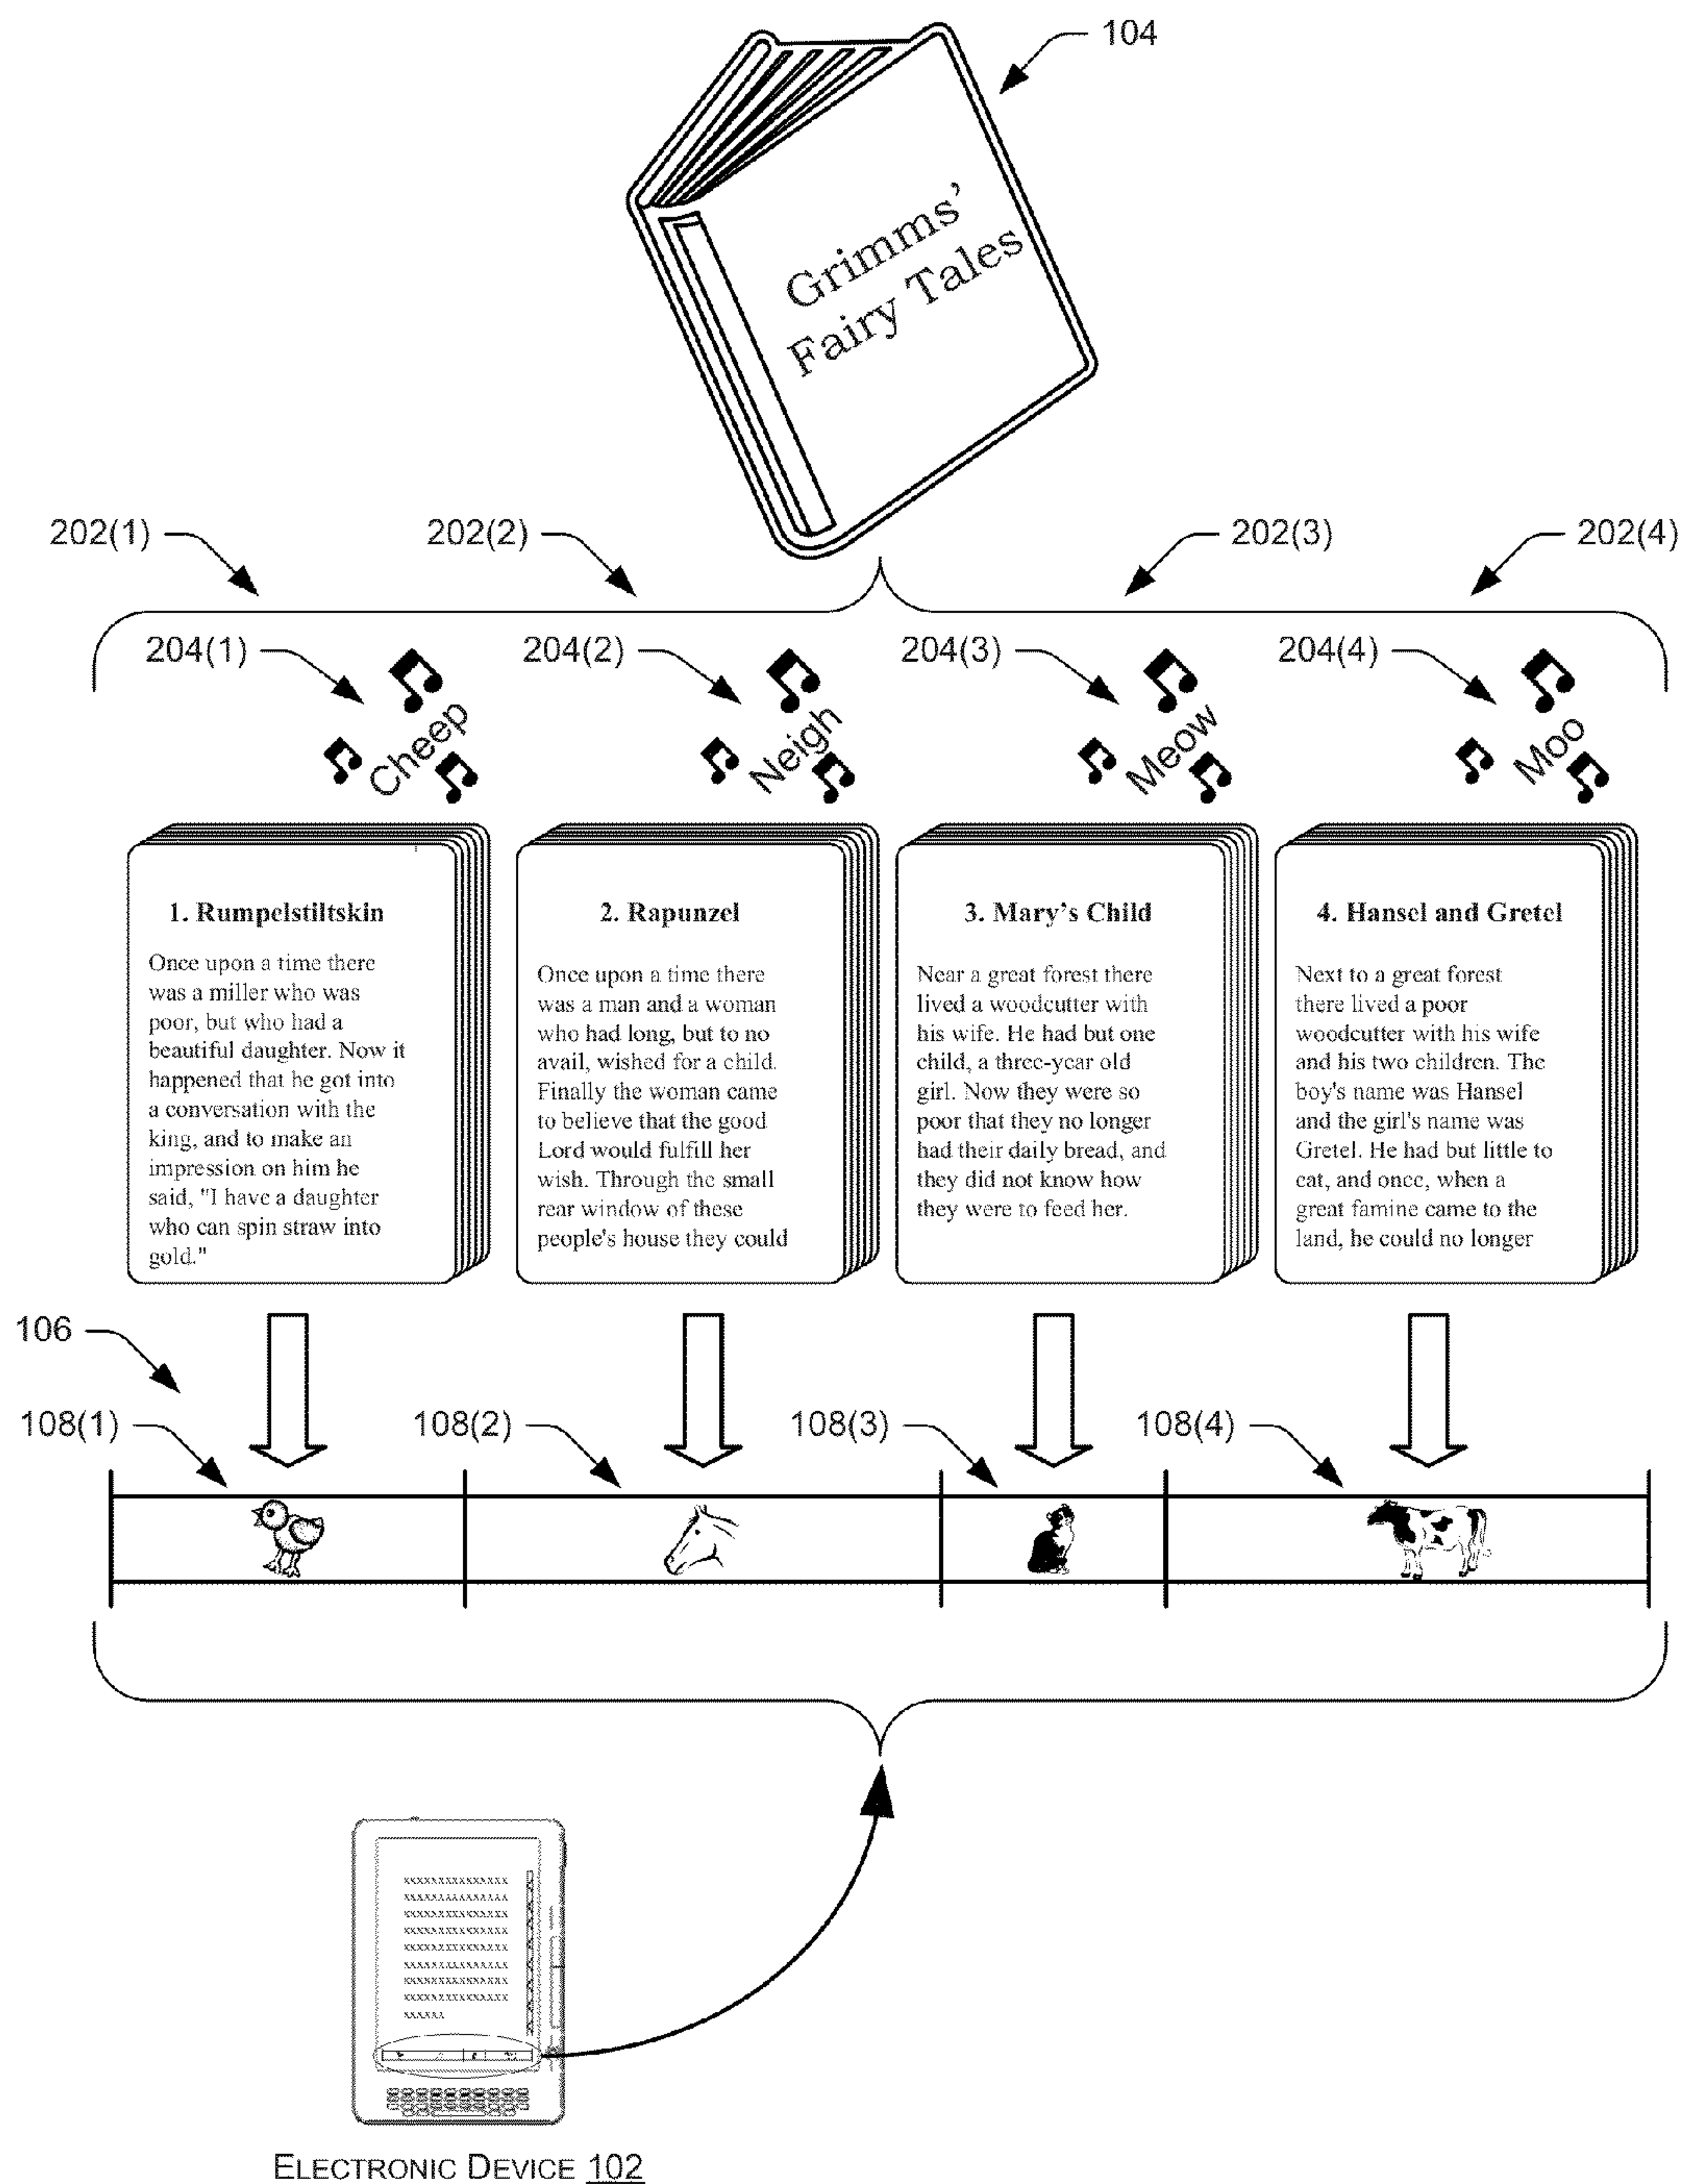 104
Grimms'
Fairy Tales
202(1)
202(2)
202(3)
202(4)
204(1)
204(2)
204(3)
204(4)
Cheep
Neigh
Meow
Moo
1. Rumpelstiltskin
Once upon a time there
was a miller who was
poor, but who had a
beautiful daughter. Now it
happened that he got into
a conversation with the
king, and to make an
impression on him he
said, "I have a daughter
who can spin straw into
gold."
2. Rapunzel
Once upon a time there
was a man and a woman
who had long, but to no
avail, wished for a child.
Finally the woman came
to believe that the good
Lord would fulfill her
wish. Through the small
rear window of these
people's house they could
3. Mary's Child
Near a great forest there
lived a woodcutter with
his wife. He had but one
child, a three-year old
girl. Now they were so
poor that they no longer
had their daily bread, and
they did not know how
they were to feed her.
4. Hansel and Gretel
Next to a great forest
there lived a poor
woodcutter with his wife
and his two children. The
boy's name was Hansel
and the girl's name was
Gretel. He had but little to
eat, and once, when a
great famine came to the
land, he could no longer
106
108(1)
108(2)
108(3)
108(4)
ELECTRONIC DEVICE 102